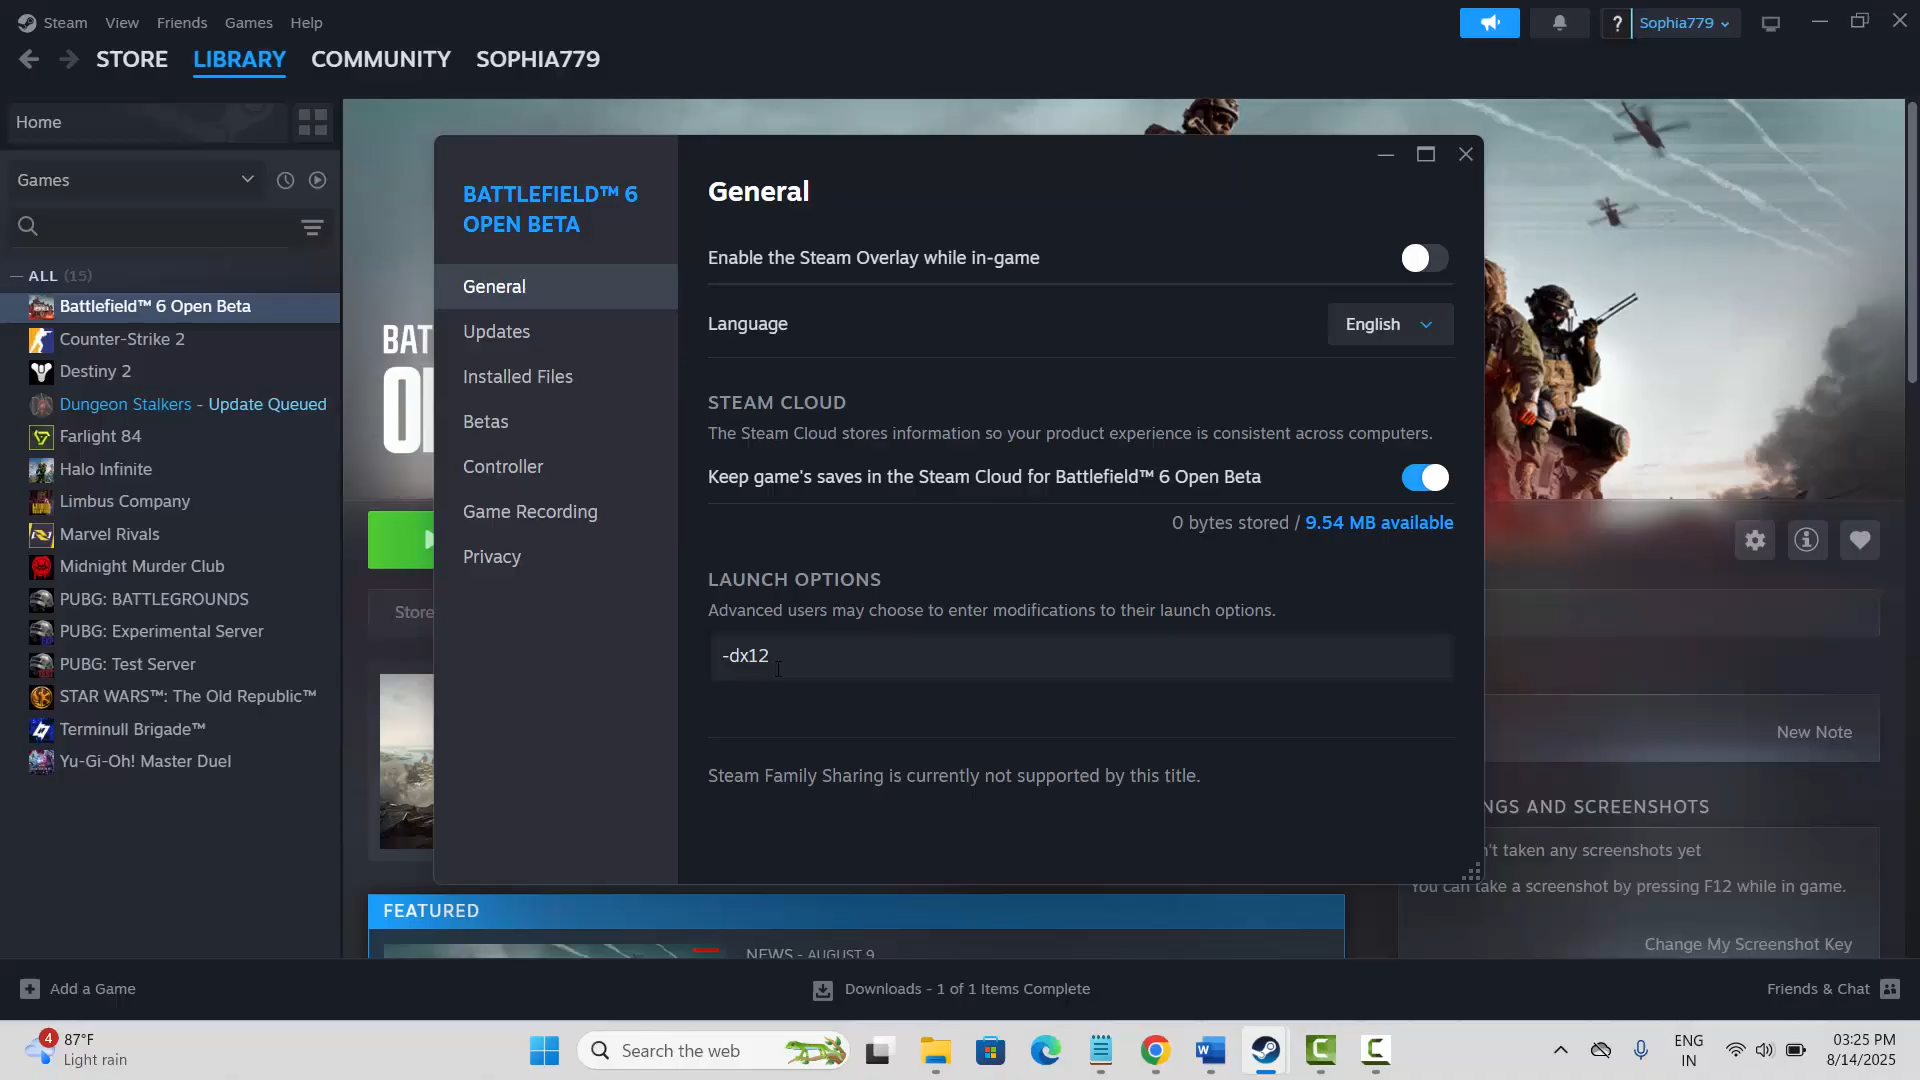 Steam View Friends Games Help
? Sophia779
STORE LIBRARY COMMUNITY SOPHIA779
Home
Games
ALL (15)
Battlefield™ 6 Open Beta
Counter-Strike 2
Destiny 2
Dungeon Stalkers - Update Queued
Farlight 84
Halo Infinite
Limbus Company
Marvel Rivals
Midnight Murder Club
PUBG: BATTLEGROUNDS
PUBG: Experimental Server
PUBG: Test Server
STAR WARS™: The Old Republic™
Terminull Brigade™
Yu-Gi-Oh! Master Duel
BAT
Store
BATTLEFIELD™ 6
OPEN BETA
General
Updates
Installed Files
Betas
Controller
Game Recording
Privacy
General
Enable the Steam Overlay while in-game
Language
English
STEAM CLOUD
The Steam Cloud stores information so your product experience is consistent across computers.
Keep game's saves in the Steam Cloud for Battlefield™ 6 Open Beta
0 bytes stored / 9.54 MB available
LAUNCH OPTIONS
Advanced users may choose to enter modifications to their launch options.
-dx12
Steam Family Sharing is currently not supported by this title.
New Note
NGS AND SCREENSHOTS
n't taken any screenshots yet
You can take a screenshot by pressing F12 while in game.
Change My Screenshot Key
FEATURED
NEWS - AUGUST 9
Add a Game
Downloads - 1 of 1 Items Complete
Friends & Chat
4
87°F
Light rain
Search the web
ENG
IN
03:25 PM
8/14/2025